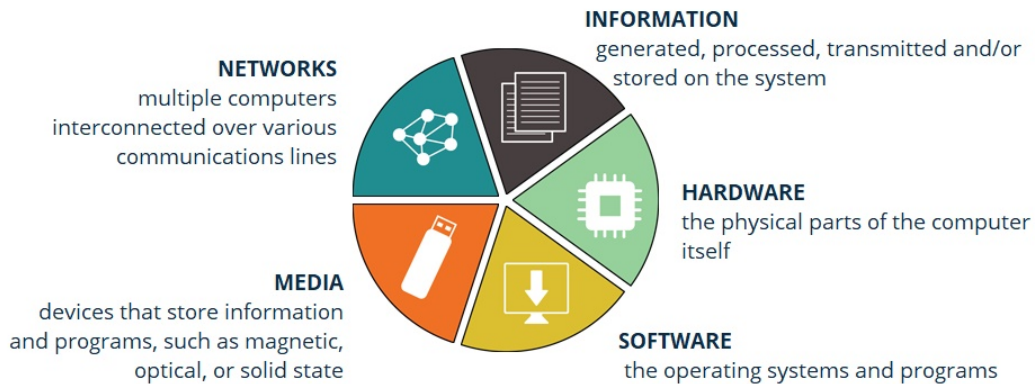 INFORMATION
generated, processed, transmitted and/or
stored on the system
NETWORKS
multiple computers
interconnected over various
communications lines
HARDWARE
the physical parts of the computer
itself
MEDIA
devices that store information
and programs, such as magnetic,
optical, or solid state
SOFTWARE
the operating systems and programs